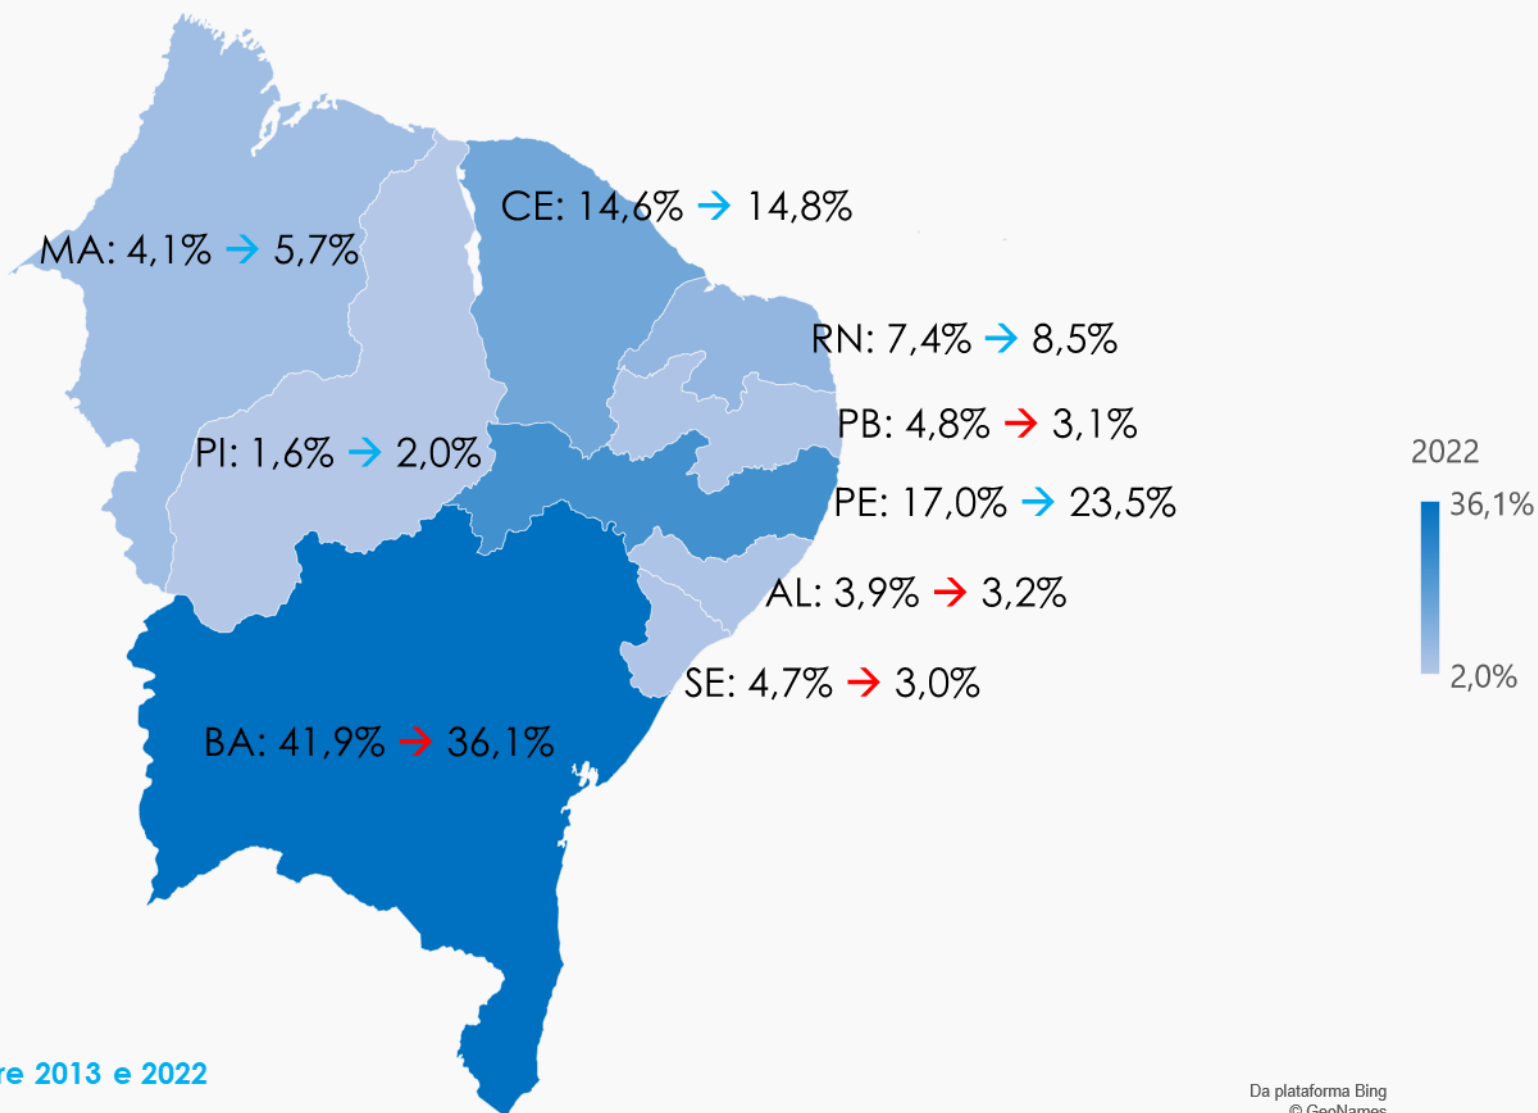 CE: 14,6% → 14,8%
MA: 4,1% → 5,7%
RN: 7,4% → 8,5%
PB: 4,8% → 3,1%
PI: 1,6% → 2,0%
PE: 17,0% → 23,5%
AL: 3,9% → 3,2%
SE: 4,7% → 3,0%
BA: 41,9% → 36,1%
2022
36,1%
2,0%
re 2013 e 2022
Da plataforma Bing
© GeoNames